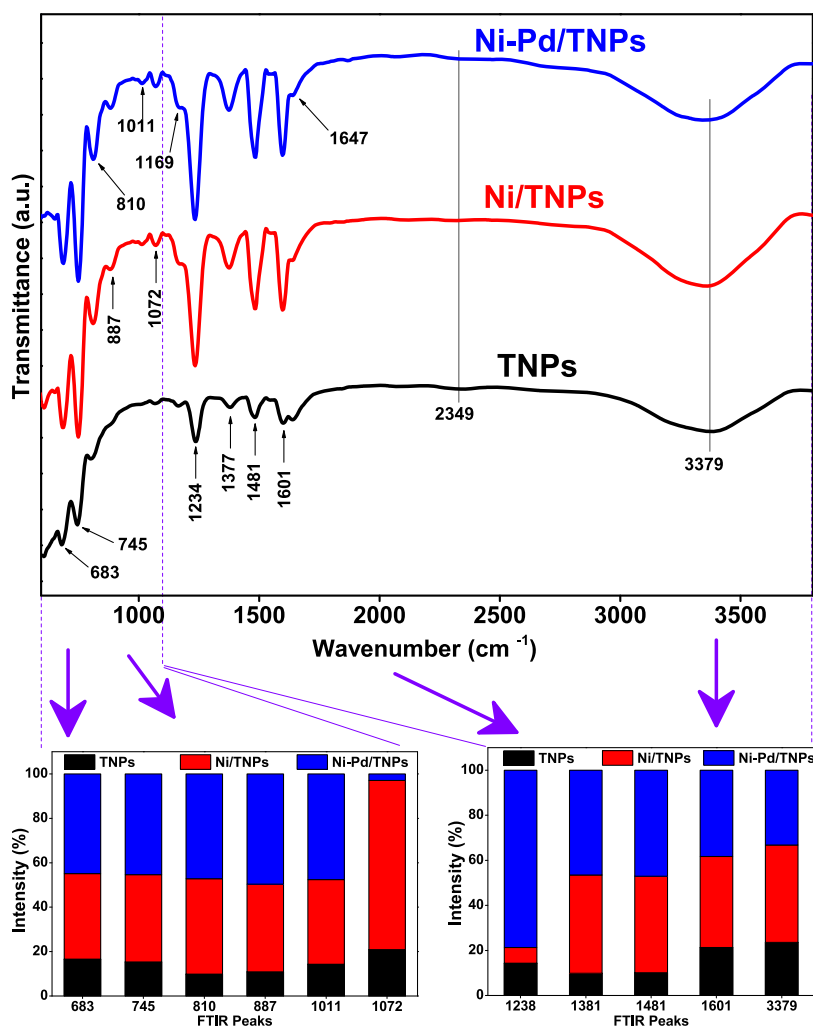 Ni-Pd/TNPs
1011
1169
1647
810
Ni/TNPs
887
1072
TNPs
2349
3379
1234
1377
1481
1601
745
683
Transmittance (a.u.)
1000 1500 2000 2500 3000 3500
Wavenumber (cm -1)
TNPs Ni/TNPs Ni-Pd/TNPs
100
80
60
40
20
0
Intensity (%)
683 745 810 887 1011 1072
FTIR Peaks
TNPs Ni/TNPs Ni-Pd/TNPs
100
80
60
40
20
0
Intensity (%)
1238 1381 1481 1601 3379
FTIR Peaks